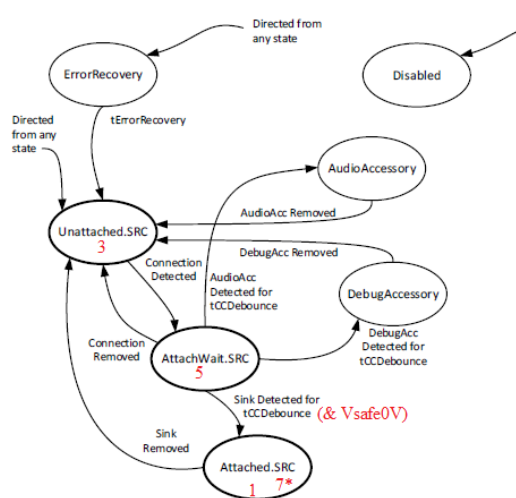 Directed from
any state
ErrorRecovery
Disabled
tErrorRecovery
Directed
from any
state
AudioAccessory
AudioAcc Removed
Unattached.SRC
3
DebugAcc Removed
Connection
Detected
AudioAcc
Detected for
tCCDebounce
DebugAccessory
Connection
Removed
AttachWait.SRC
5
DebugAcc
Detected for
tCCDebounce
Sink Detected for
tCCDebounce (& Vsafe0V)
Sink
Removed
Attached.SRC
1 7*